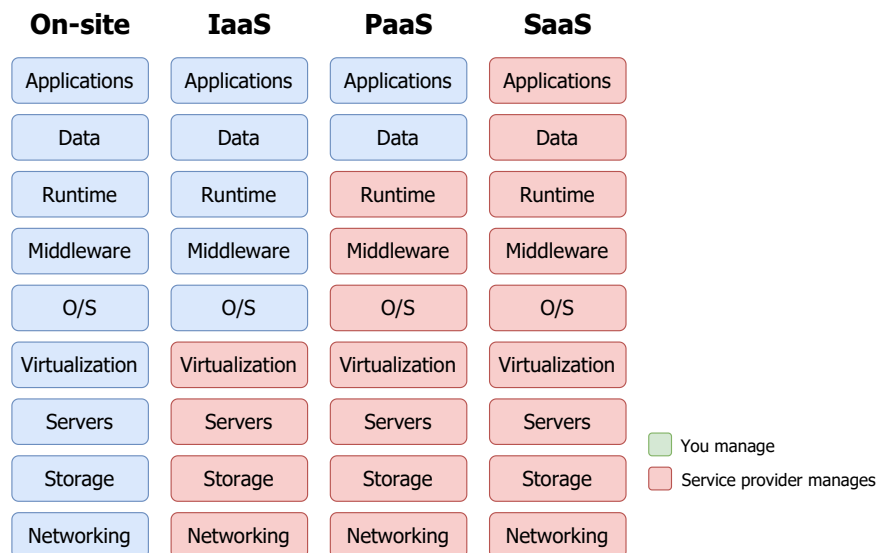 On-site IaaS PaaS SaaS
Applications Applications Applications Applications
Data Data Data Data
Runtime Runtime Runtime Runtime
Middleware Middleware Middleware Middleware
O/S O/S O/S O/S
Virtualization Virtualization Virtualization Virtualization
Servers Servers Servers Servers
You manage
Storage Storage Storage Storage
Service provider manages
Networking Networking Networking Networking